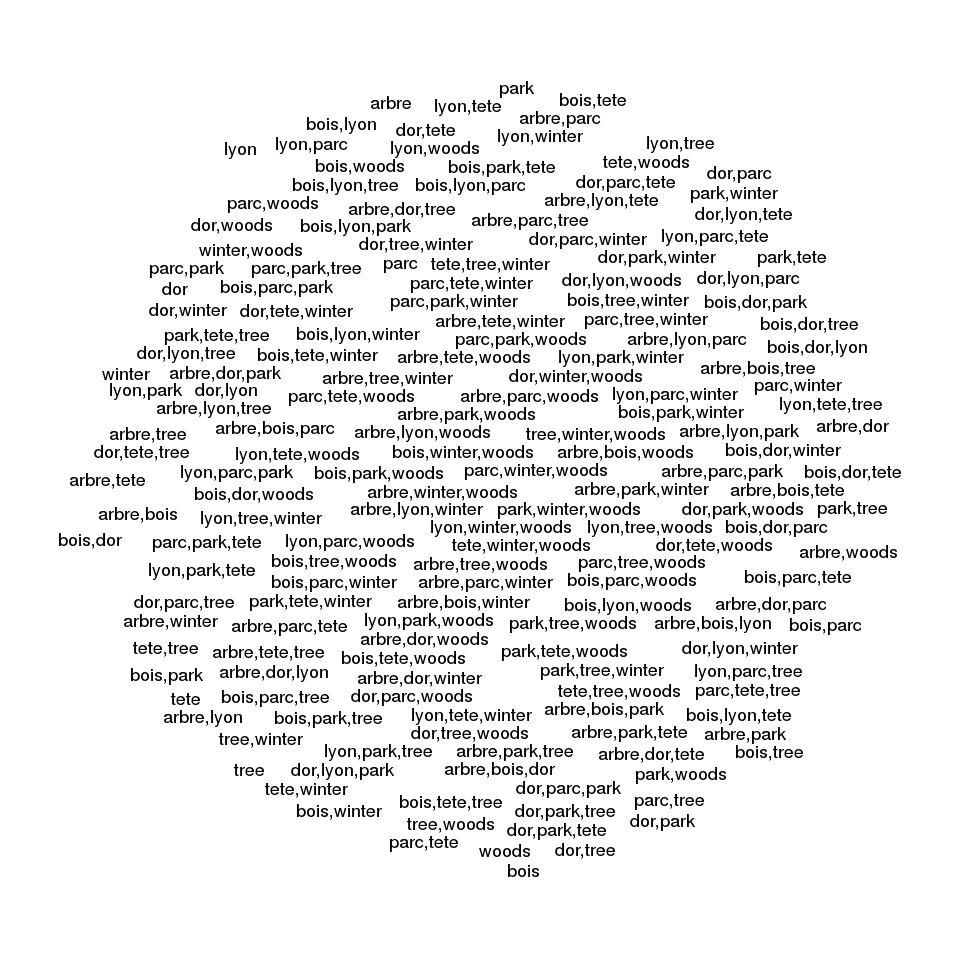 park
arbre lyon,tete bois,tete
arbre,parc
bois,lyon dor,tete lyon,winter
lyon lyon,parc lyon,woods lyon,tree
bois,woods bois,park,tete tete,woods dor,parc
bois,lyon,tree bois,lyon,parc dor,parc,tete park,winter
parc,woods arbre,dor,tree arbre,lyon,tete dor,lyon,tete
dor,woods bois,lyon,park arbre,parc,tree
winter,woods dor,tree,winter dor,parc,winter lyon,parc,tete
parc,park parc,park,tree parc tete,tree,winter dor,park,winter park,tete
dor bois,parc,park parc,tete,winter dor,lyon,woods dor,lyon,parc
dor,winter dor,tete,winter parc,park,winter bois,tree,winter bois,dor,park
arbre,tete,winter parc,tree,winter bois,dor,tree
park,tete,tree bois,lyon,winter parc,park,woods arbre,lyon,parc bois,dor,lyon
dor,lyon,tree bois,tete,winter arbre,tete,woods lyon,park,winter
winter arbre,dor,park arbre,tree,winter dor,winter,woods arbre,bois,tree
lyon,park dor,lyon parc,tete,woods arbre,parc,woods lyon,parc,winter parc,winter
arbre,lyon,tree arbre,park,woods bois,park,winter lyon,tete,tree
arbre,tree arbre,bois,parc arbre,lyon,woods tree,winter,woods arbre,lyon,park arbre,dor
dor,tete,tree lyon,tete,woods bois,winter,woods arbre,bois,woods bois,dor,winter
arbre,tete lyon,parc,park bois,park,woods parc,winter,woods arbre,parc,park bois,dor,tete
bois,dor,woods arbre,winter,woods arbre,park,winter arbre,bois,tete
arbre,bois lyon,tree,winter arbre,lyon,winter park,winter,woods dor,park,woods park,tree
lyon,winter,woods lyon,tree,woods bois,dor,parc
bois,dor parc,park,tete lyon,parc,woods tete,winter,woods dor,tete,woods arbre,woods
lyon,park,tete bois,tree,woods arbre,tree,woods parc,tree,woods
bois,parc,winter arbre,parc,winter bois,parc,woods bois,parc,tete
dor,parc,tree park,tete,winter arbre,bois,winter bois,lyon,woods arbre,dor,parc
arbre,winter arbre,parc,tete lyon,park,woods park,tree,woods arbre,bois,lyon bois,parc
arbre,dor,woods
tete,tree arbre,tete,tree bois,tete,woods park,tete,woods dor,lyon,winter
bois,park arbre,dor,lyon arbre,dor,winter park,tree,winter lyon,parc,tree
tete bois,parc,tree dor,parc,woods tete,tree,woods parc,tete,tree
arbre,lyon bois,park,tree lyon,tete,winter arbre,bois,park bois,lyon,tete
tree,winter dor,tree,woods arbre,park,tete arbre,park
lyon,park,tree arbre,park,tree arbre,dor,tete bois,tree
tree dor,lyon,park arbre,bois,dor park,woods
tete,winter dor,parc,park
bois,winter bois,tete,tree dor,park,tree parc,tree
tree,woods dor,park,tete dor,park
parc,tete woods dor,tree
bois